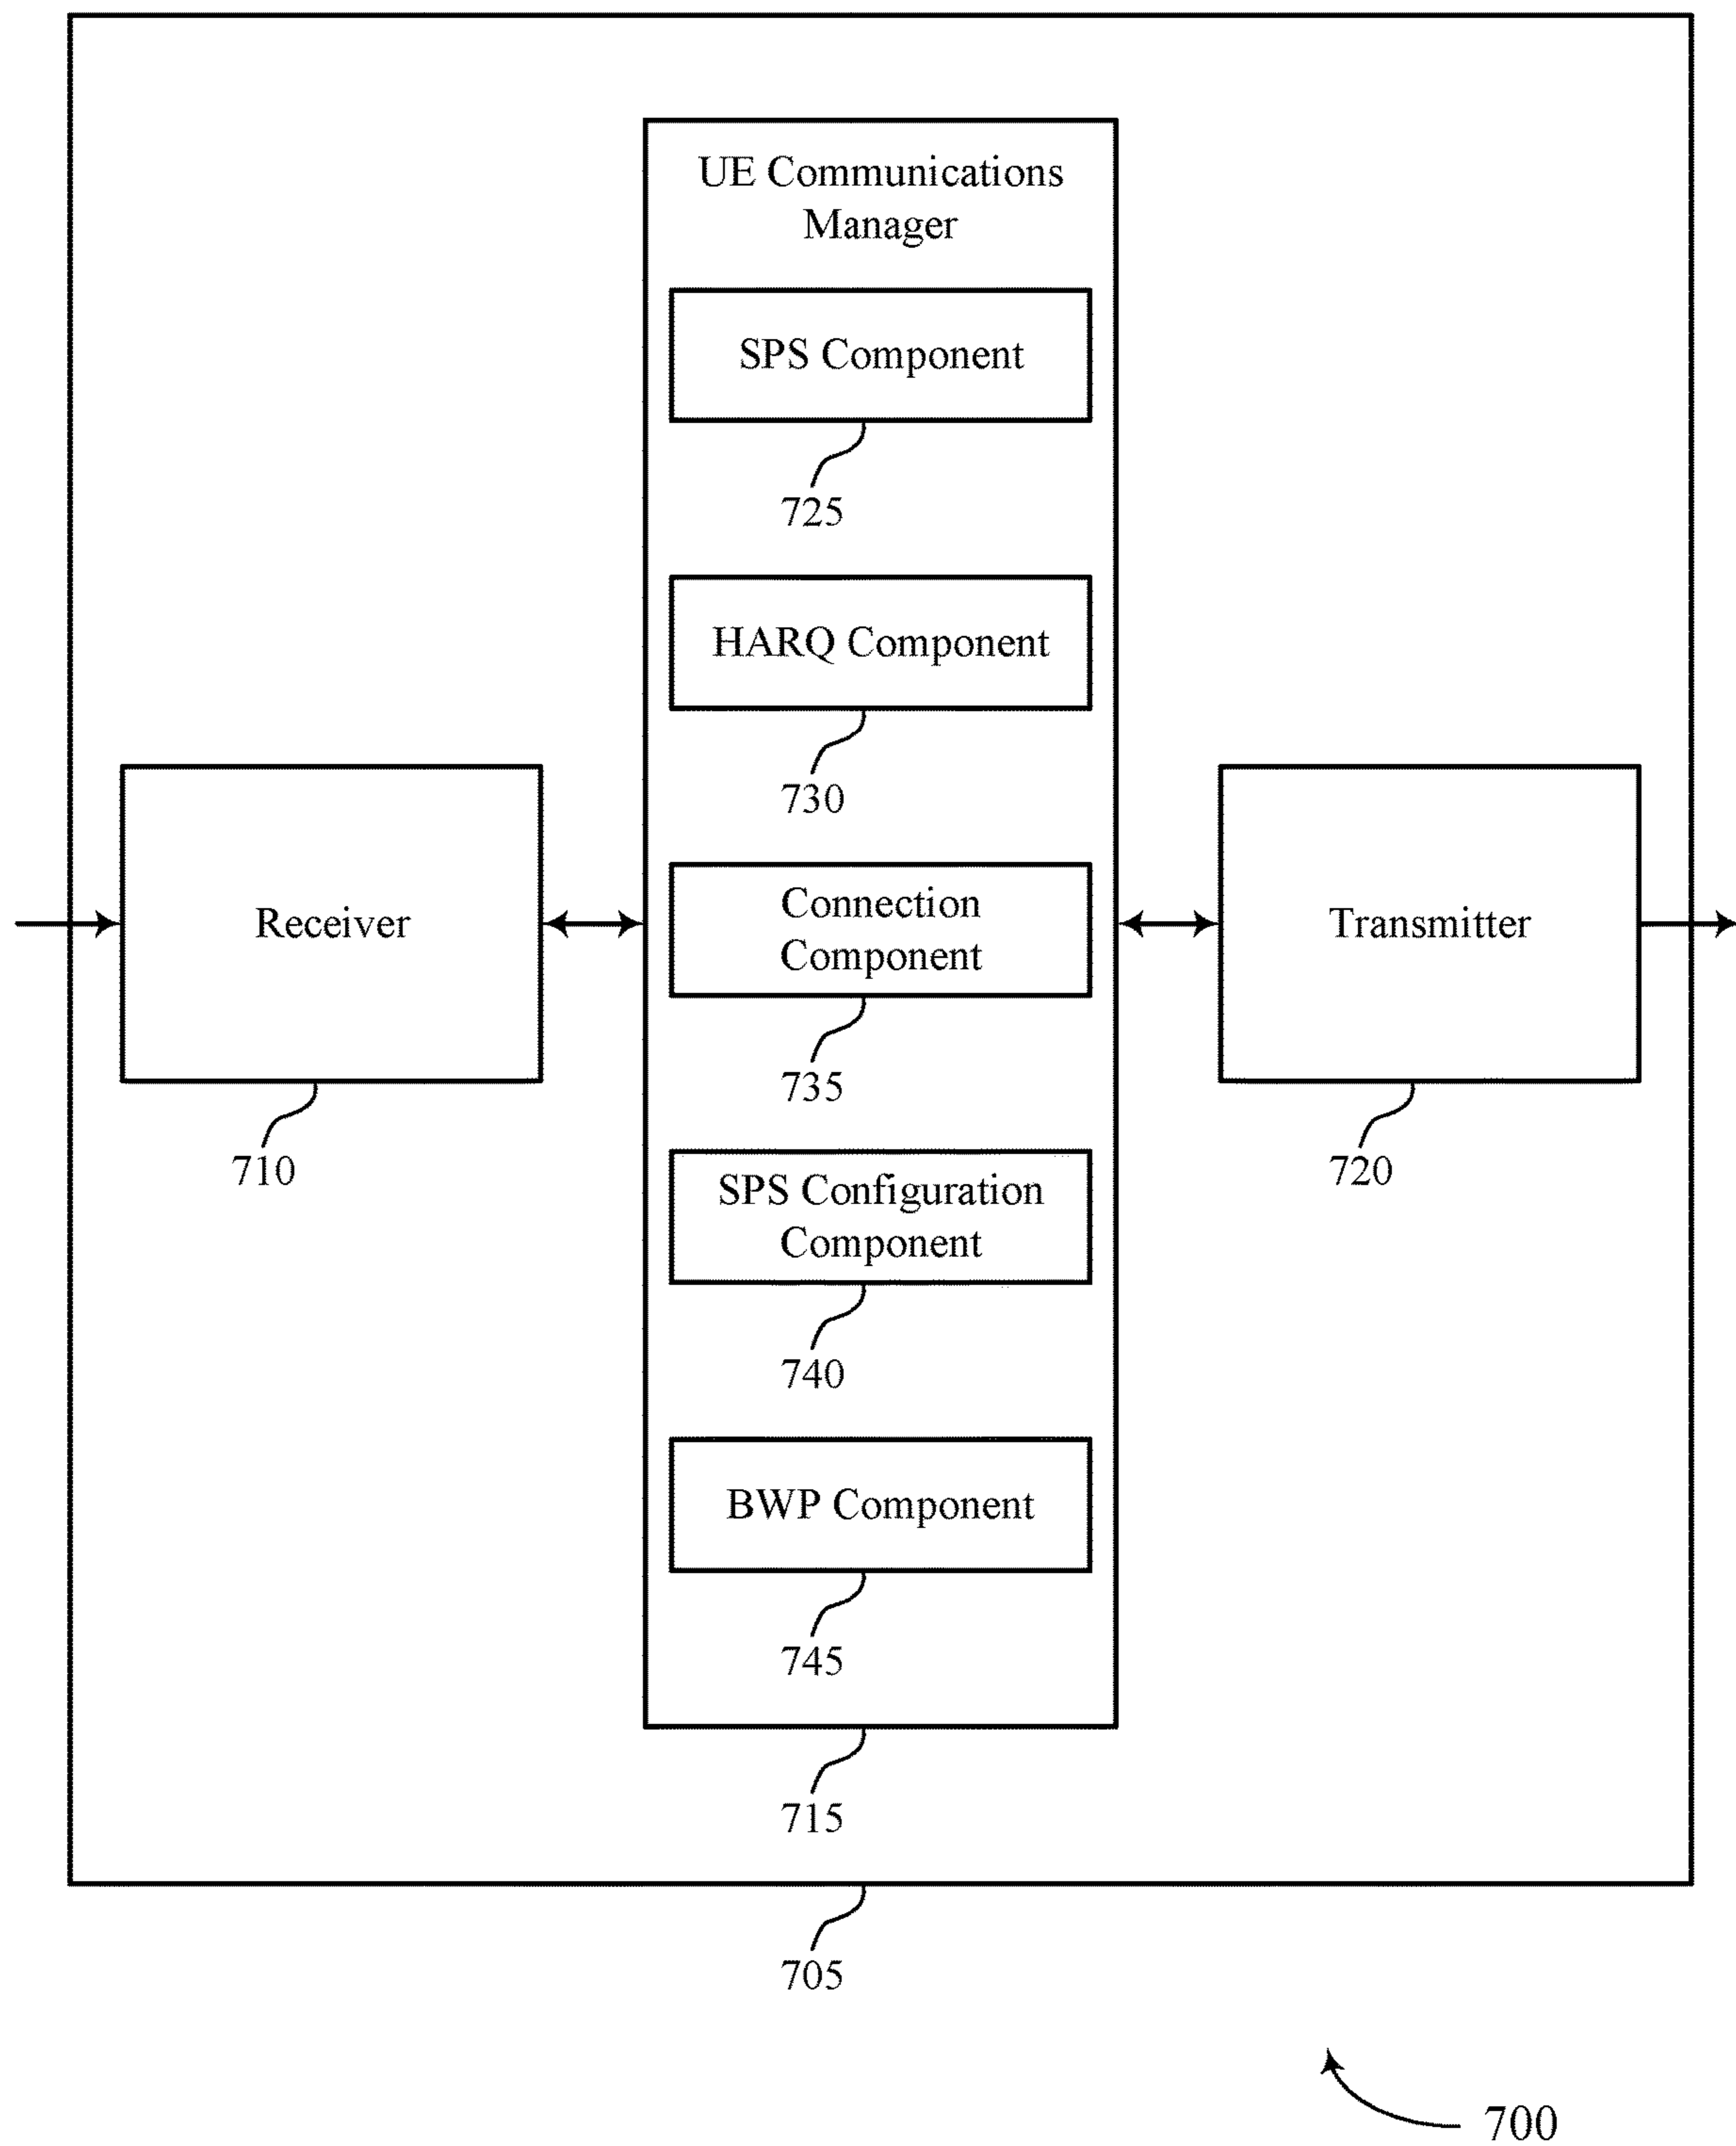 UE Communications
Manager
SPS Component
725
HARQ Component
730
Receiver
710
Connection
Component
735
Transmitter
720
SPS Configuration
Component
740
BWP Component
745
715
705
700